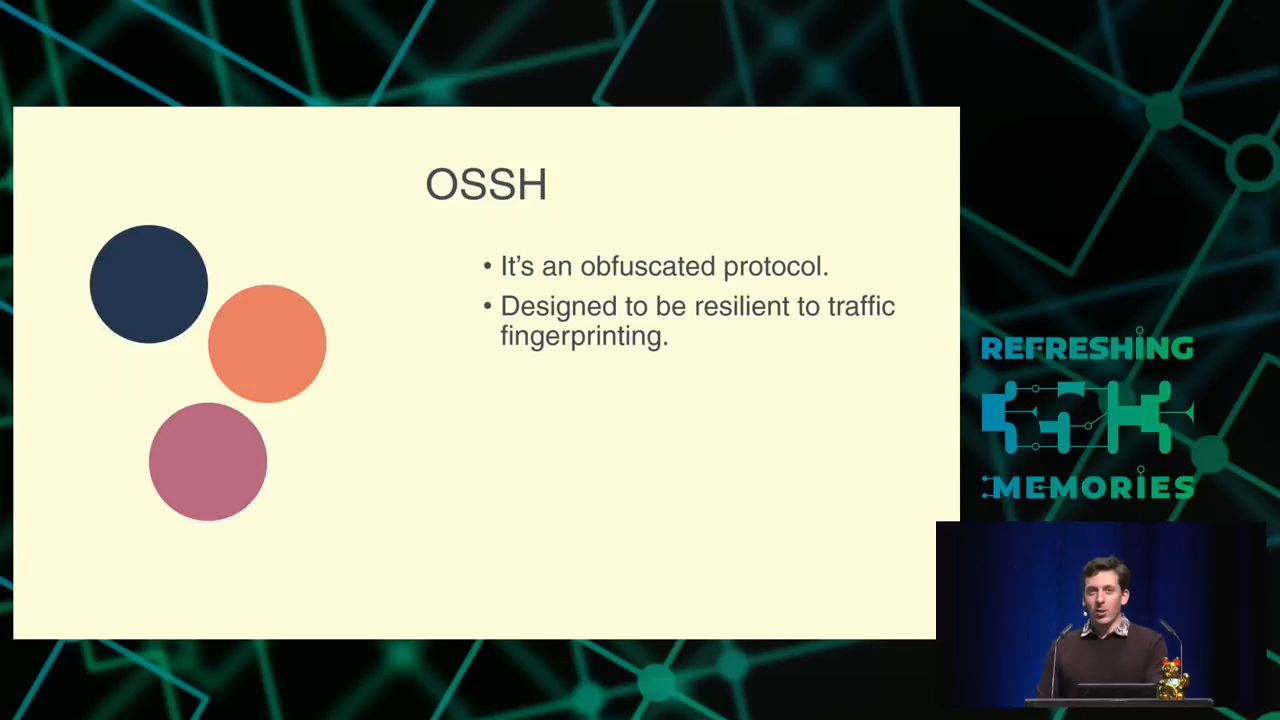 OSSH
• It’s an obfuscated protocol.
• Designed to be resilient to traffic
fingerprinting.
REFRESHING
MEMORIES